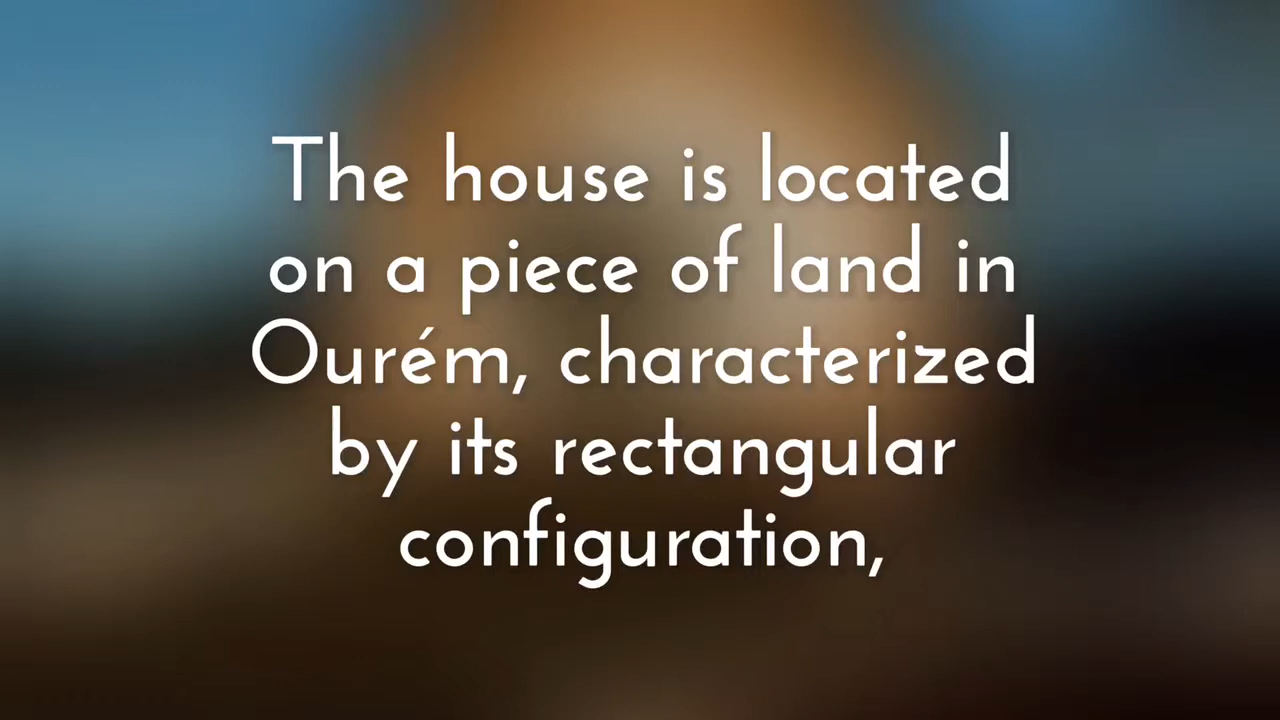 The house is located
on a piece of land in
Ourém, characterized
by its rectangular
configuration,